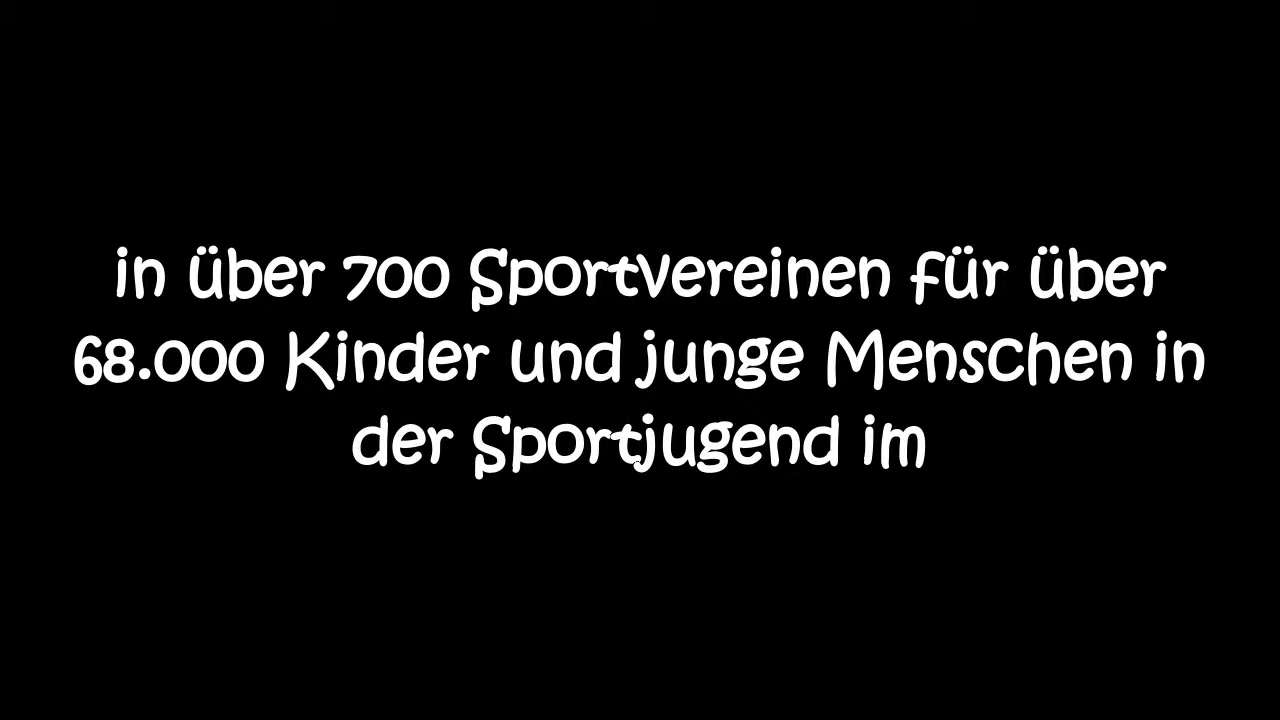 in über 700 Sportvereinen für über
68.000 Kinder und junge Menschen in
der Sportjugend im